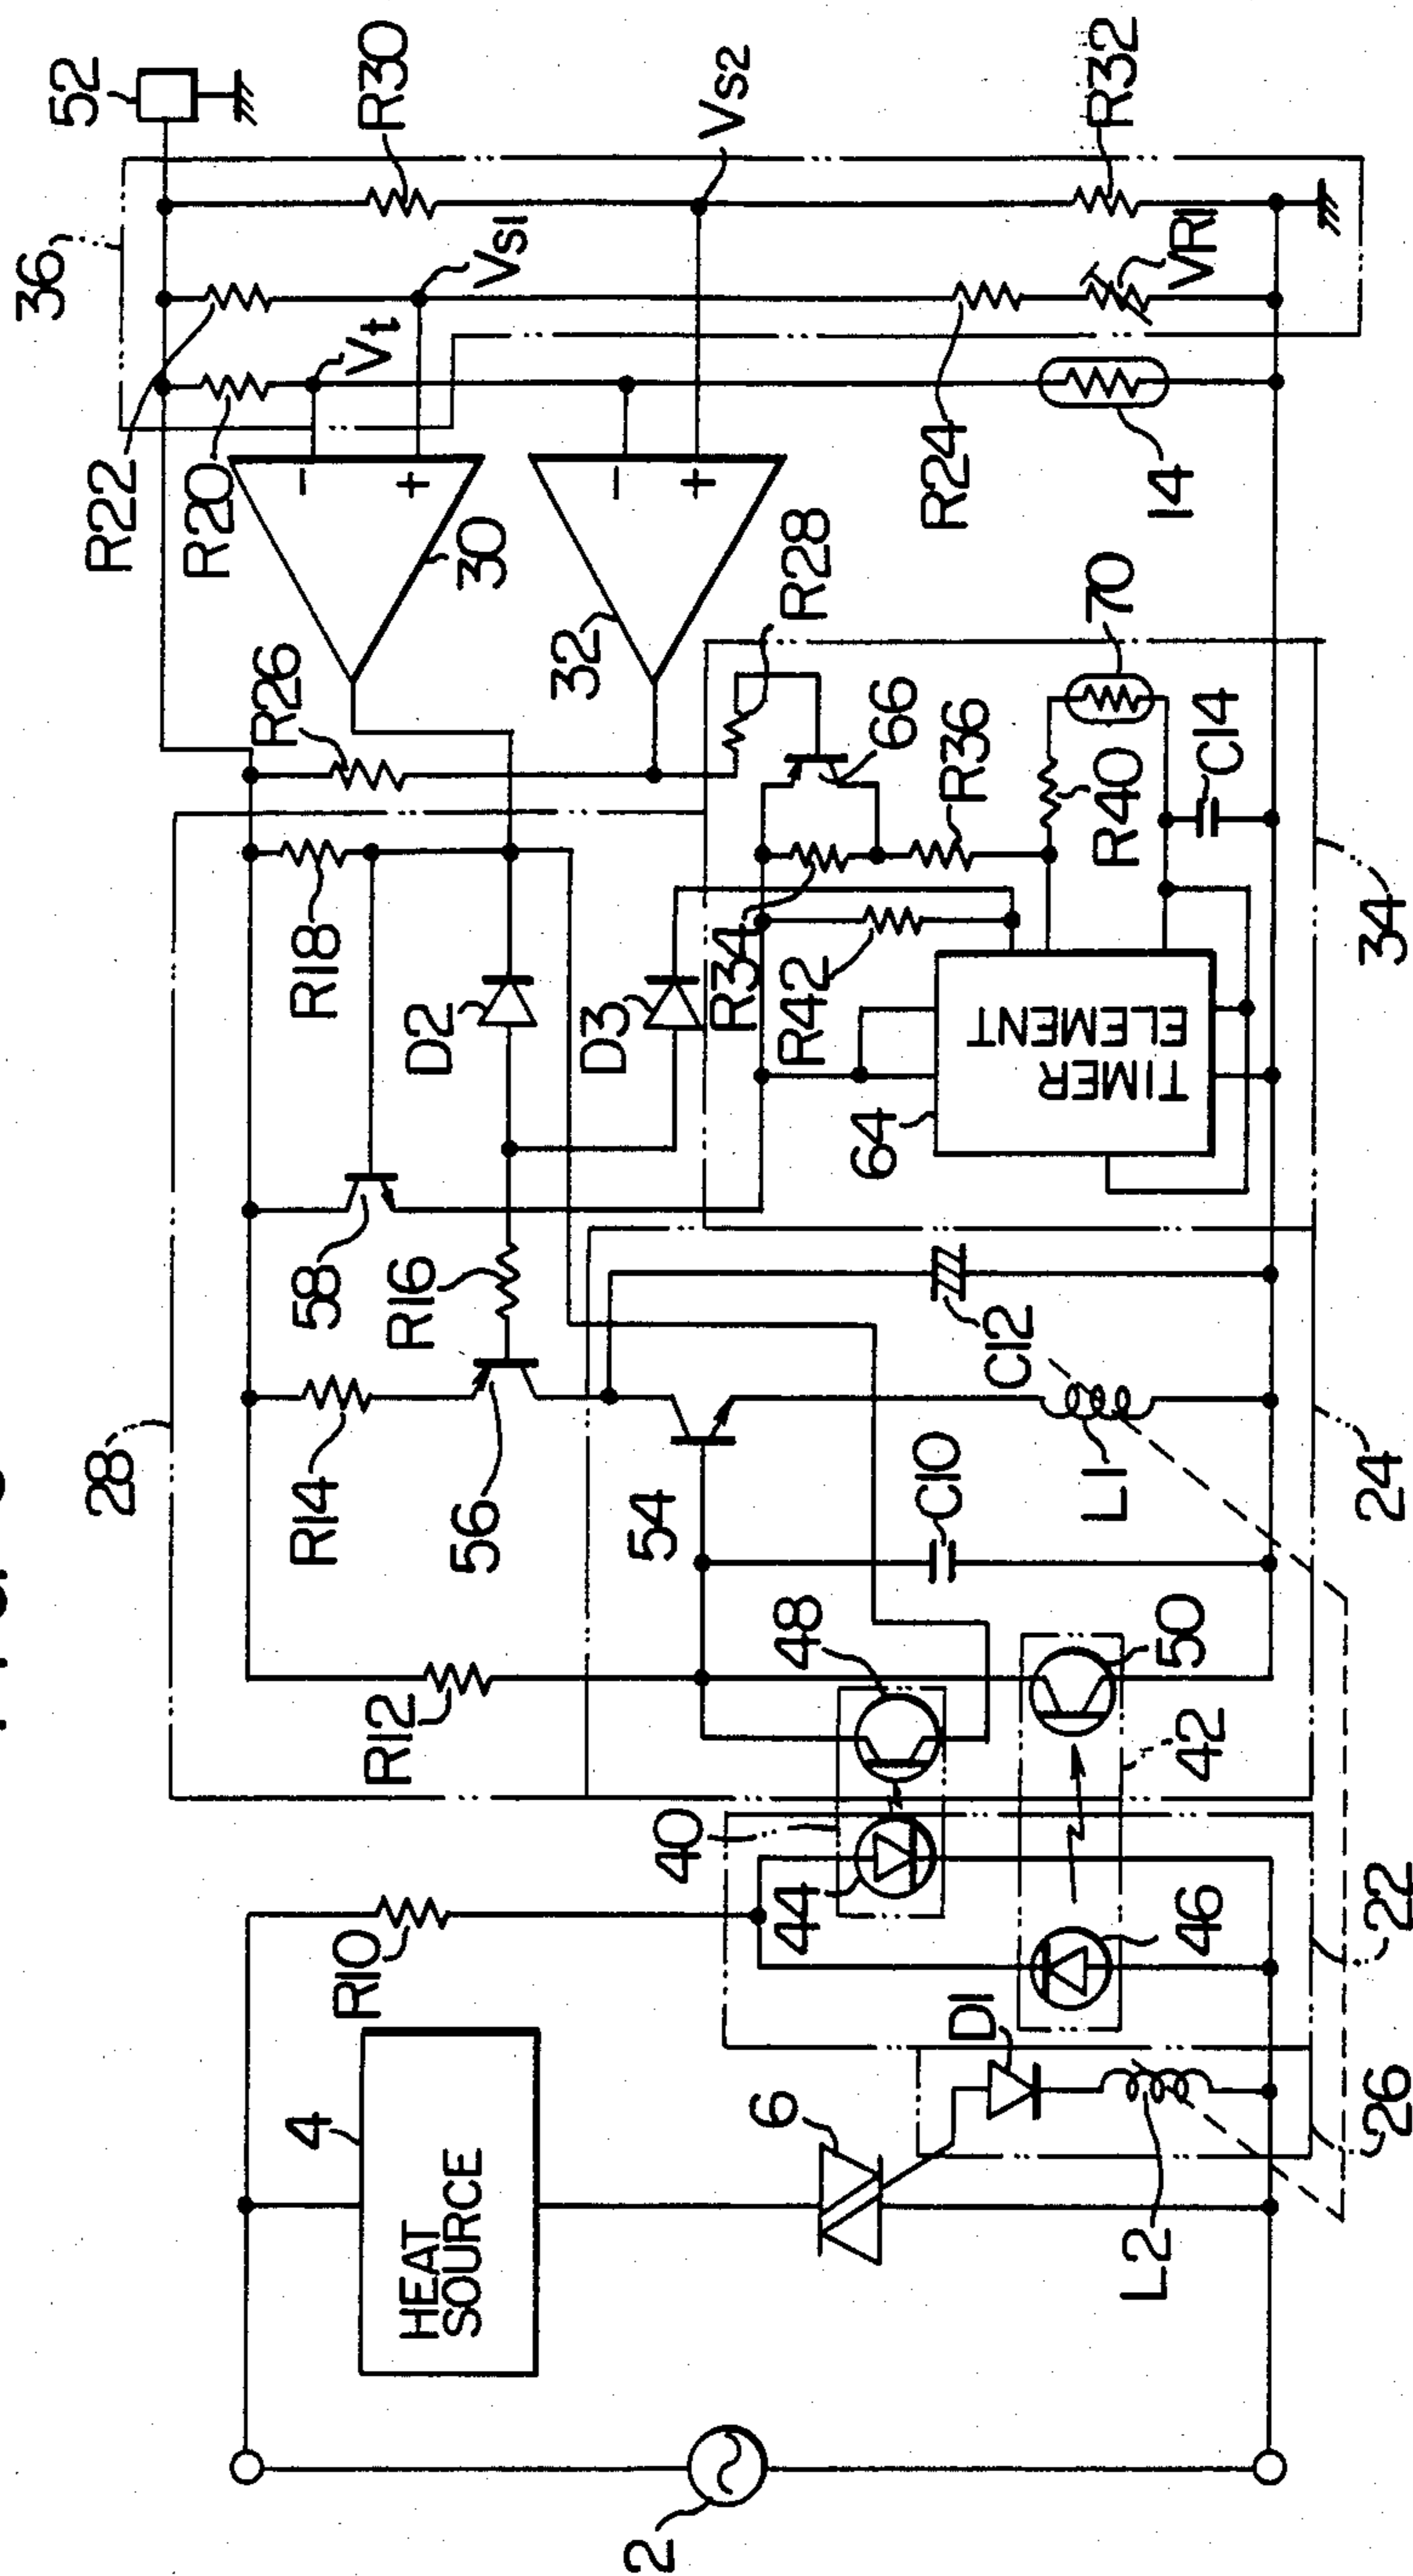 52
R30
36
Vs1
Vs2
R32
Vt
VR1
R22
R20
30
R24
14
R26
32
R28
66
R36
70
R40
C14
R18
D2
D3
R34
R42
34
TIMER
ELEMENT
64
58
R16
28
R14
56
54
C12
C10
L1
24
R12
48
50
42
40
44
46
22
R10
D1
26
4
HEAT
SOURCE
6
L2
2